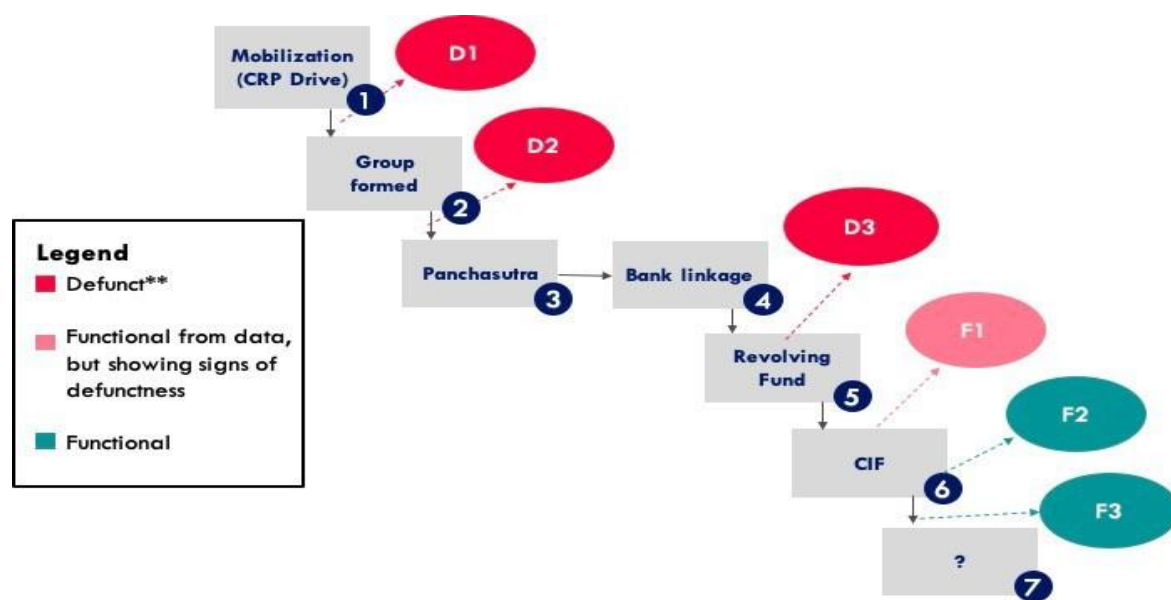 Mobilization
(CRP Drive)
1
D1
Group
formed
2
D2
Panchasutra
3
Bank linkage
4
D3
Revolving
Fund
5
F1
CIF
6
F2
F3
?
7
Legend
Defunct**
Functional from data,
but showing signs of
defunctness
Functional